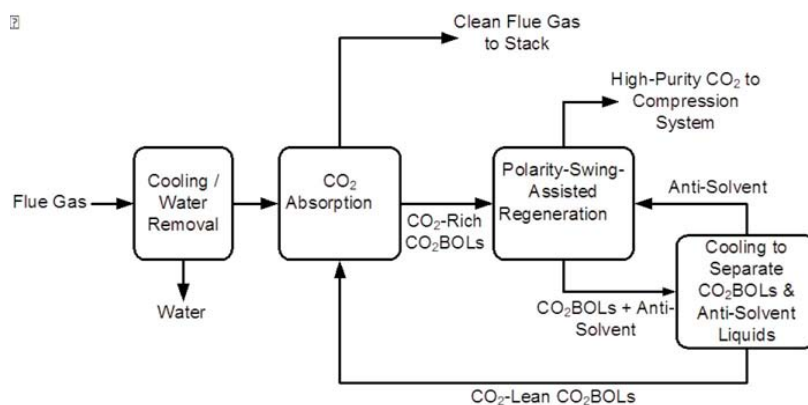 Clean Flue Gas
to Stack
High-Purity CO₂ to
Compression
System
Flue Gas
Cooling /
Water
Removal
CO₂
Absorption
CO₂-Rich
CO₂BOLs
Polarity-Swing-
Assisted
Regeneration
Anti-Solvent
Cooling to
Separate
CO₂BOLs &
Anti-Solvent
Liquids
Water
CO₂BOLs + Anti-
Solvent
CO₂-Lean CO₂BOLs